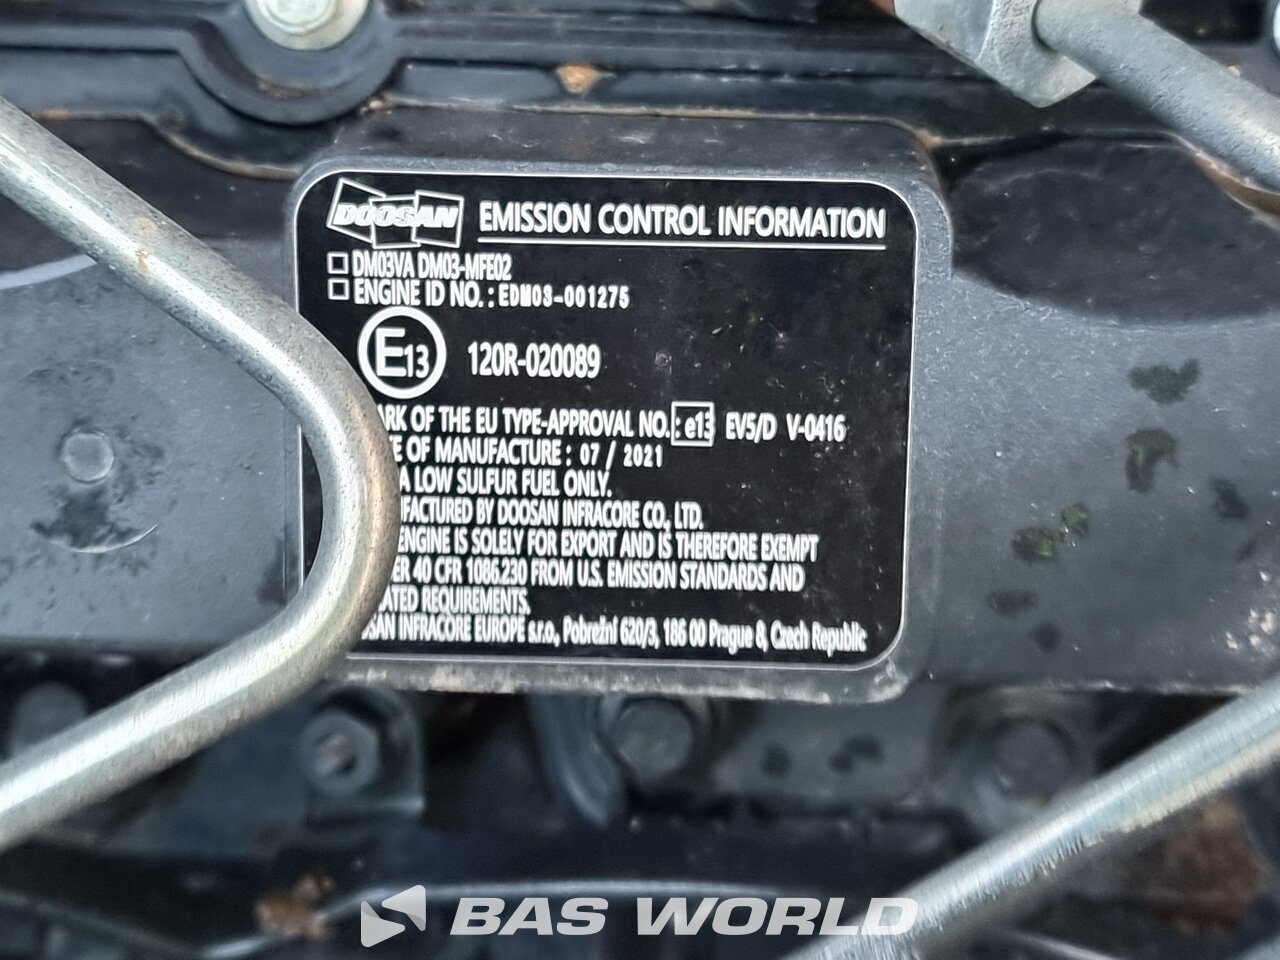 DOOSAN EMISSION CONTROL INFORMATION
DM03VA DM03-MFE02
ENGINE ID NO. : EDM03-001275
E13 120R-020089
ARK OF THE EU TYPE-APPROVAL NO. : e13 EV5/D V-0416
E OF MANUFACTURE : 07 / 2021
A LOW SULFUR FUEL ONLY.
FACTURED BY DOOSAN INFRACORE CO., LTD.
ENGINE IS SOLELY FOR EXPORT AND IS THEREFORE EXEMPT
ER 40 CFR 1086.230 FROM U.S. EMISSION STANDARDS AND
ATED REQUIREMENTS.
SAN INFRACORE EUROPE s.r.o., Pobrežní 620/3, 186 00 Prague 8, Czech Republic
BAS WORLD